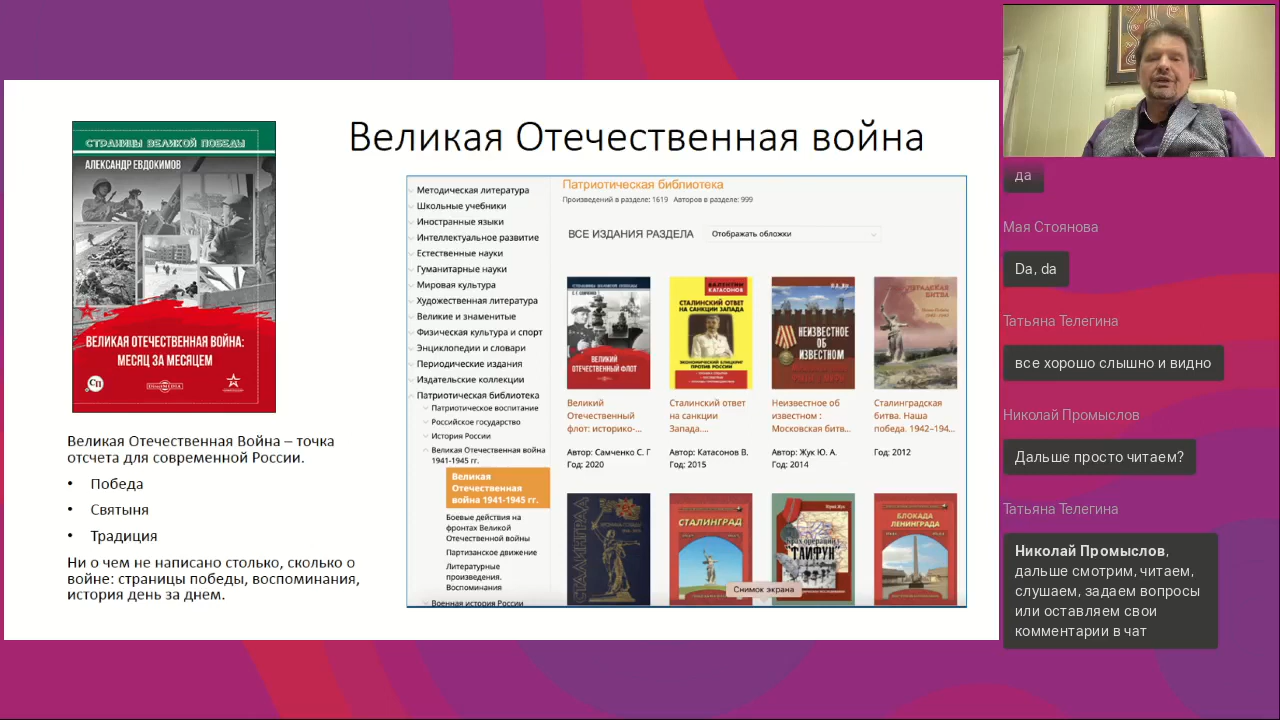 Великая Отечественная война
СТРАНИЦЫ ВЕЛИКОЙ ПОБЕДЫ
АЛЕКСАНДР ЕВДОКИМОВ
ВЕЛИКАЯ ОТЕЧЕСТВЕННАЯ ВОЙНА:
МЕСЯЦ ЗА МЕСЯЦЕМ
Сп
DirectMEDIA
Великая Отечественная Война – точка
отсчета для современной России.
• Победа
• Святыня
• Традиция
Ни о чем не написано столько, сколько о
войне: страницы победы, воспоминания,
история день за днем.
Методическая литература
Школьные учебники
Иностранные языки
Интеллектуальное развитие
Естественные науки
Гуманитарные науки
Мировая культура
Художественная литература
Великие и знаменитые
Физическая культура и спорт
Энциклопедии и словари
Периодические издания
Издательские коллекции
Патриотическая библиотека
Патриотическое воспитание
Российское государство
История России
Великая Отечественная война
1941-1945 гг.
Великая
Отечественная
война 1941-1945 гг.
Боевые действия на
фронтах Великой
Отечественной войны
Партизанское движение
Литературные
произведения.
Воспоминания
Военная история России
Патриотическая библиотека
Произведений в разделе: 1619 Авторов в разделе: 999
ВСЕ ИЗДАНИЯ РАЗДЕЛА
Отображать обложки
ВЕЛИКИЙ
ОТЕЧЕСТВЕННЫЙ ФЛОТ
Великий
Отечественный
флот: историко-...
Автор: Самченко С. Г
Год: 2020
ВАЛЕНТИН
КАТАСОНОВ
СТАЛИНСКИЙ ОТВЕТ
НА САНКЦИИ ЗАПАДА
ЭКОНОМИЧЕСКИЙ БЛИЦКРИГ
ПРОТИВ РОССИИ
Сталинский ответ
на санкции
Запада....
Автор: Катасонов В.
Год: 2015
НЕИЗВЕСТНОЕ
ОБ
ИЗВЕСТНОМ
Неизвестное об
известном :
Московская битв...
Автор: Жук Ю. А.
Год: 2014
БИТВА
Сталинградская
битва. Наша
победа. 1942–194...
Год: 2012
СТАЛИНГРАД
СТАЛИНГРАД
"ТАЙФУН"
БЛОКАДА
ЛЕНИНГРАДА
Снимок экрана
да
Мая Стоянова
Da, da
Татьяна Телегина
все хорошо слышно и видно
Николай Промыслов
Дальше просто читаем?
Татьяна Телегина
Николай Промыслов,
дальше смотрим, читаем,
слушаем, задаем вопросы
или оставляем свои
комментарии в чат